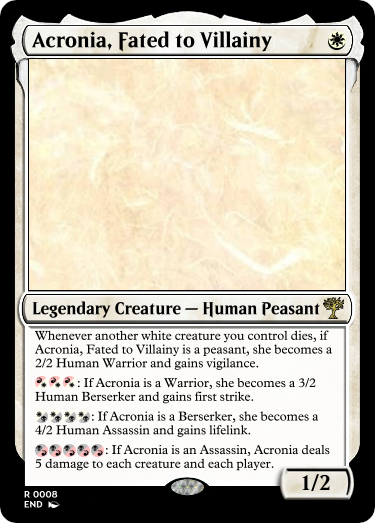 Acronia, Fated to Villainy
Legendary Creature — Human Peasant
Whenever another white creature you control dies, if
Acronia, Fated to Villainy is a peasant, she becomes a
2/2 Human Warrior and gains vigilance.
: If Acronia is a Warrior, she becomes a 3/2
Human Berserker and gains first strike.
: If Acronia is a Berserker, she becomes a
4/2 Human Assassin and gains lifelink.
: If Acronia is an Assassin, Acronia deals
5 damage to each creature and each player.
1/2
R 0008
END